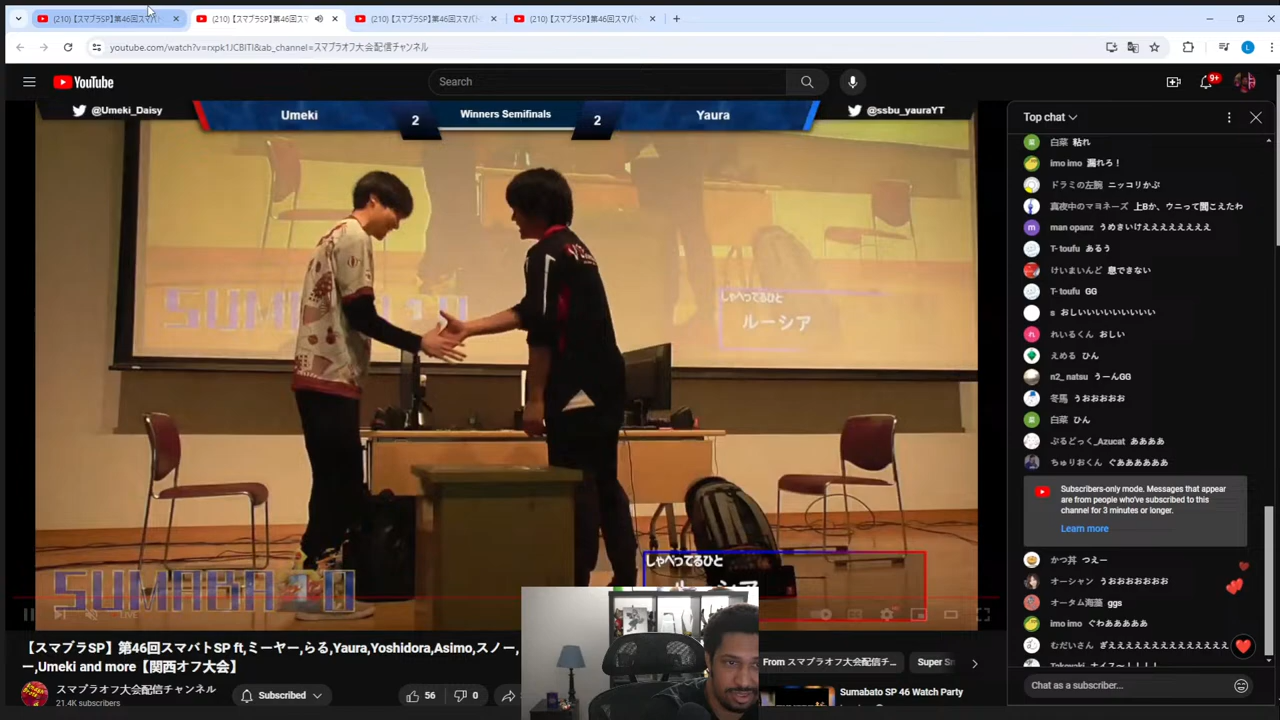 (210) 【スマブラSP】第46回スマバト
(210) 【スマブラSP】第46回ス
(210) 【スマブラSP】第46回スマバト
(210) 【スマブラSP】第46回スマバト
youtube.com/watch?v=rxpk1JCBITI&ab_channel=スマブラオフ大会配信チャンネル
L
YouTube
Search
9+
@Umeki_Daisy
Umeki
2
Winners Semifinals
2
Yaura
@ssbu_yauraYT
しゃべってるひと
ルーシア
しゃべってるひと
SUMABATO
LIVE
【スマブラSP】第46回スマバトSP ft,ミーヤー,らる,Yaura,Yoshidora,Asimo,スノー,
ー,Umeki and more【関西オフ大会】
スマブラオフ大会配信チャンネル
21.4K subscribers
Subscribed
56
0
From スマブラオフ大会配信チ...
Super Sm
Sumabato SP 46 Watch Party
Top chat
白菜 粘れ
imo imo 漏れろ!
ドラミの左腕 ニッコリかぶ
真夜中のマヨネーズ 上Bか、ウニって聞こえたわ
man opanz うめきいけえええええええ
T- toufu あるう
けいまいんど 息できない
T- toufu GG
s おしいいいいいいいい
れいるくん おしい
えめる ひん
n2_ natsu うーんGG
冬馬 うおおおおお
白菜 ひん
ぶるどっく_Azucat ああああ
ちゅりおくん ぐああああああ
Subscribers-only mode. Messages that appear
are from people who've subscribed to this
channel for 3 minutes or longer.
Learn more
かつ丼 つえー
オーシャン うおおおおおおお
オータム海藻 ggs
imo imo ぐわああああああ
むだいさん ぎええええええええええええ
Takoyaki ナイスー!!!!
Chat as a subscriber...